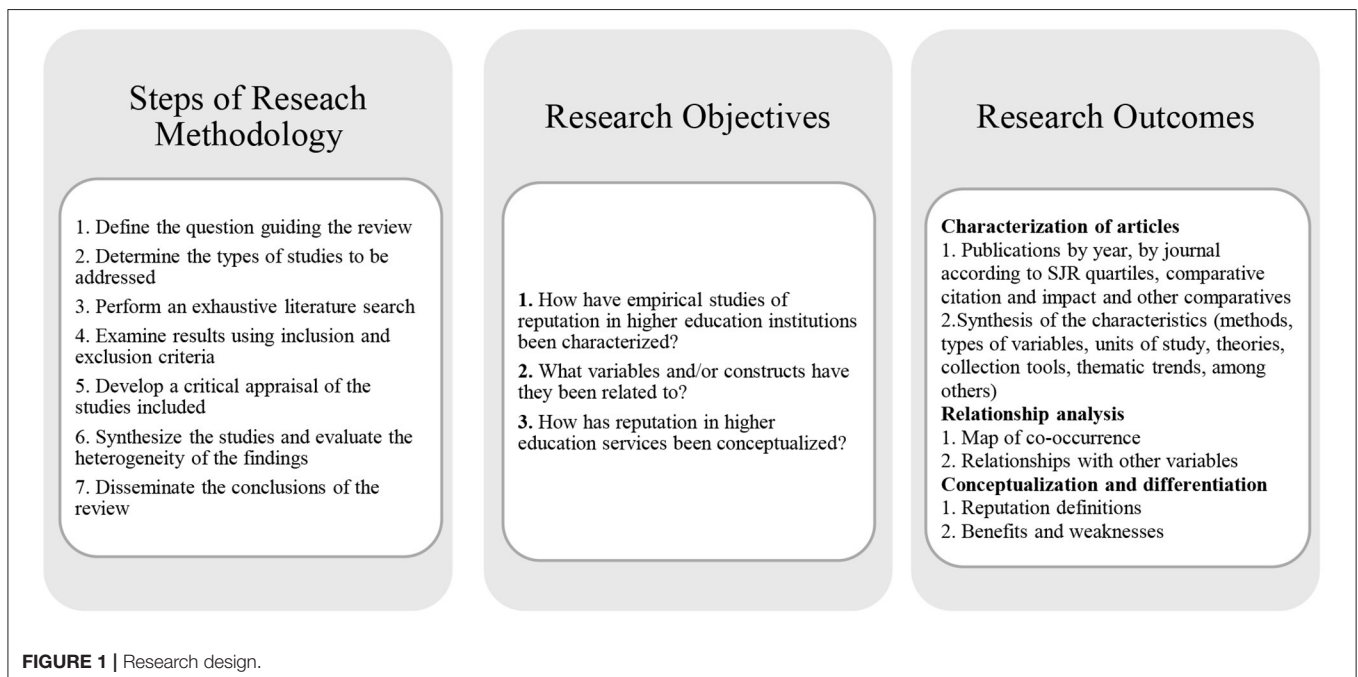 Steps of Reseach
Methodology
1. Define the question guiding the review
2. Determine the types of studies to be
addressed
3. Perform an exhaustive literature search
4. Examine results using inclusion and
exclusion criteria
5. Develop a critical appraisal of the
studies included
6. Synthesize the studies and evaluate the
heterogeneity of the findings
7. Disseminate the conclusions of the
review
Research Objectives
1. How have empirical studies of
reputation in higher education institutions
been characterized?
2. What variables and/or constructs have
they been related to?
3. How has reputation in higher
education services been conceptualized?
Research Outcomes
Characterization of articles
1. Publications by year, by journal
according to SJR quartiles, comparative
citation and impact and other comparatives
2.Synthesis of the characteristics (methods,
types of variables, units of study, theories,
collection tools, thematic trends, among
others)
Relationship analysis
1. Map of co-occurrence
2. Relationships with other variables
Conceptualization and differentiation
1. Reputation definitions
2. Benefits and weaknesses
FIGURE 1 | Research design.